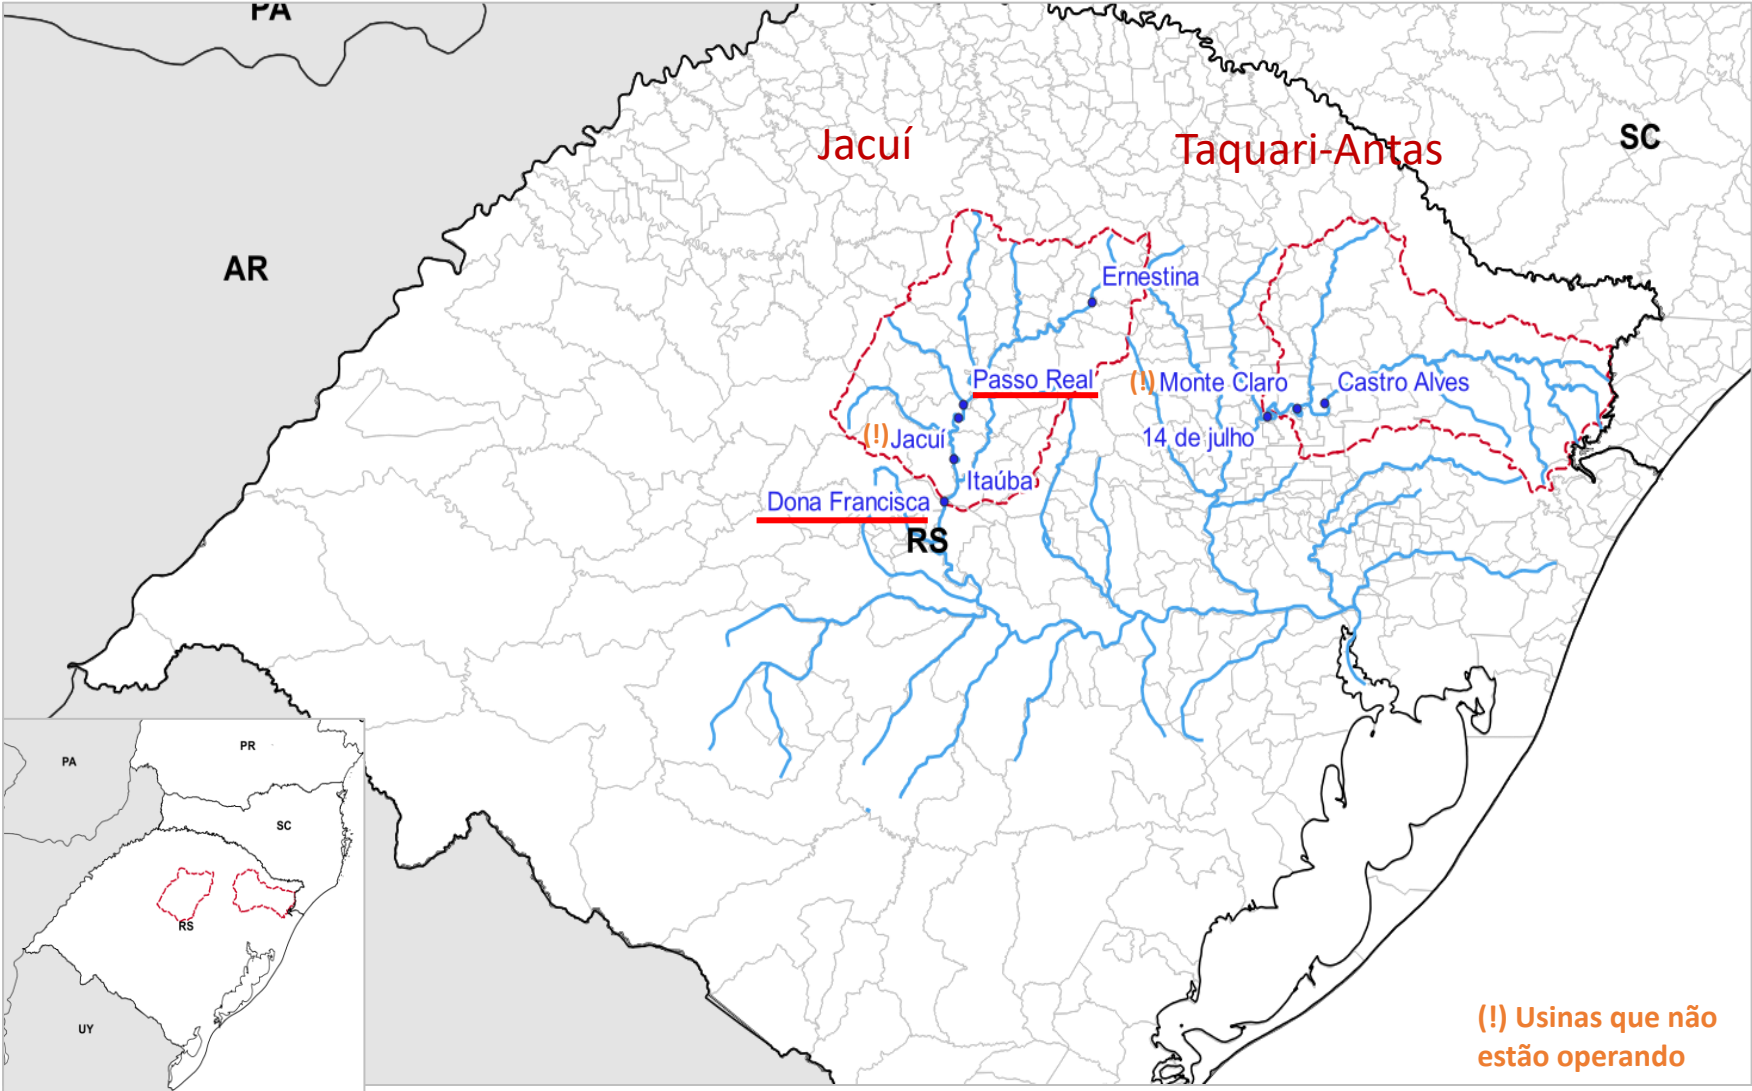 PA
Jacuí
Taquari-Antas
SC
AR
Ernestina
Passo Real
(!) Monte Claro
Castro Alves
(!) Jacuí
14 de julho
Itaúba
Dona Francisca
RS
PR
PA
SC
RS
UY
(!) Usinas que não
estão operando